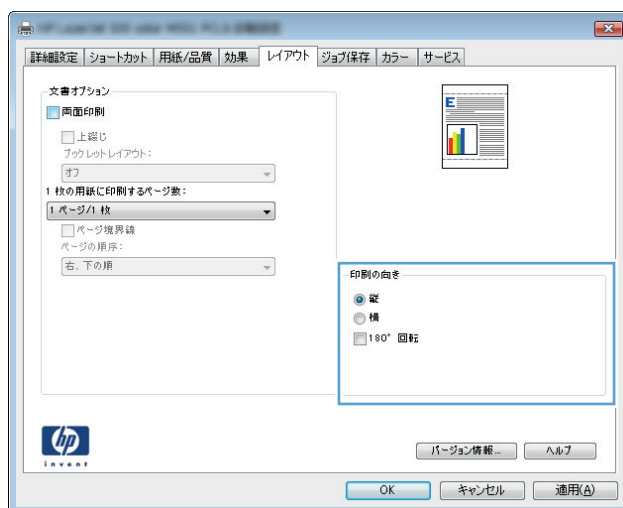 詳細設定 ショートカット 用紙/品質 効果 レイアウト ジョブ保存 カラー サービス
文書オプション
両面印刷
上綴じ
ブックレットレイアウト:
オフ
1 枚の用紙に印刷するページ数:
1 ページ/1 枚
ページ境界線
ページの順序:
右、下の順
E
印刷の向き
縦
横
180° 回転
hp
invent
バージョン情報... ヘルプ
OK キャンセル 適用(A)